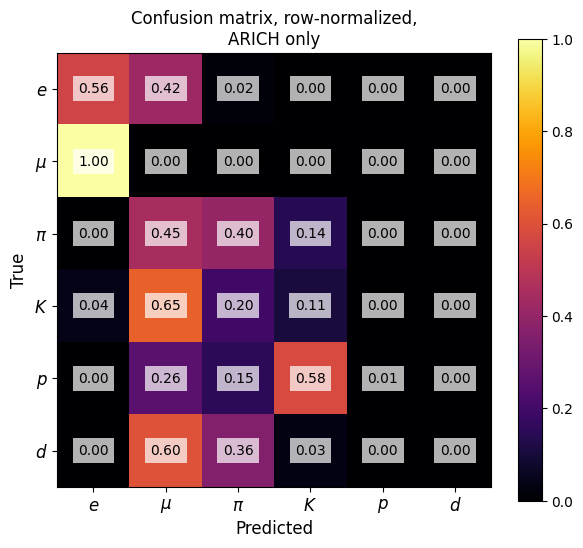 Confusion matrix, row-normalized,
ARICH only
1.0
e 0.56 0.42 0.02 0.00 0.00 0.00
μ 1.00 0.00 0.00 0.00 0.00 0.00
0.8
π 0.00 0.45 0.40 0.14 0.00 0.00
0.6
True
K 0.04 0.65 0.20 0.11 0.00 0.00
0.4
p 0.00 0.26 0.15 0.58 0.01 0.00
0.2
d 0.00 0.60 0.36 0.03 0.00 0.00
0.0
e μ π K p d
Predicted